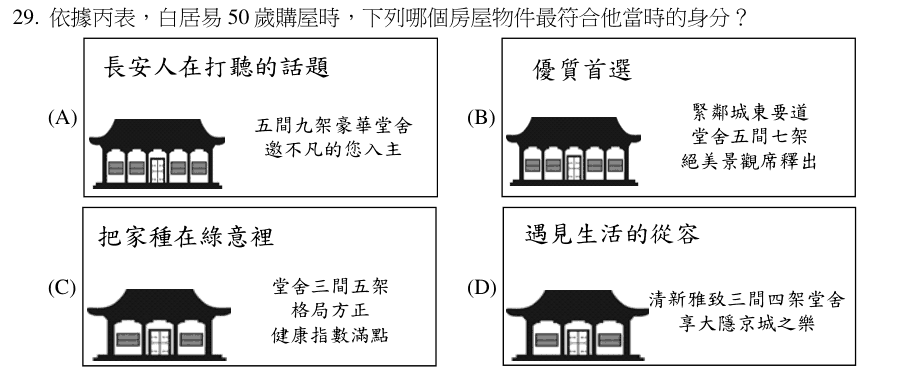 29. 依據丙表，白居易 50 歲購屋時，下列哪個房屋物件最符合他當時的身分？
(A)
長安人在打聽的話題
五間九架豪華堂舍
邀不凡的您入主
(B)
優質首選
緊鄰城東要道
堂舍五間七架
絕美景觀席釋出
(C)
把家種在綠意裡
堂舍三間五架
格局方正
健康指數滿點
(D)
遇見生活的從容
清新雅致三間四架堂舍
享大隱京城之樂